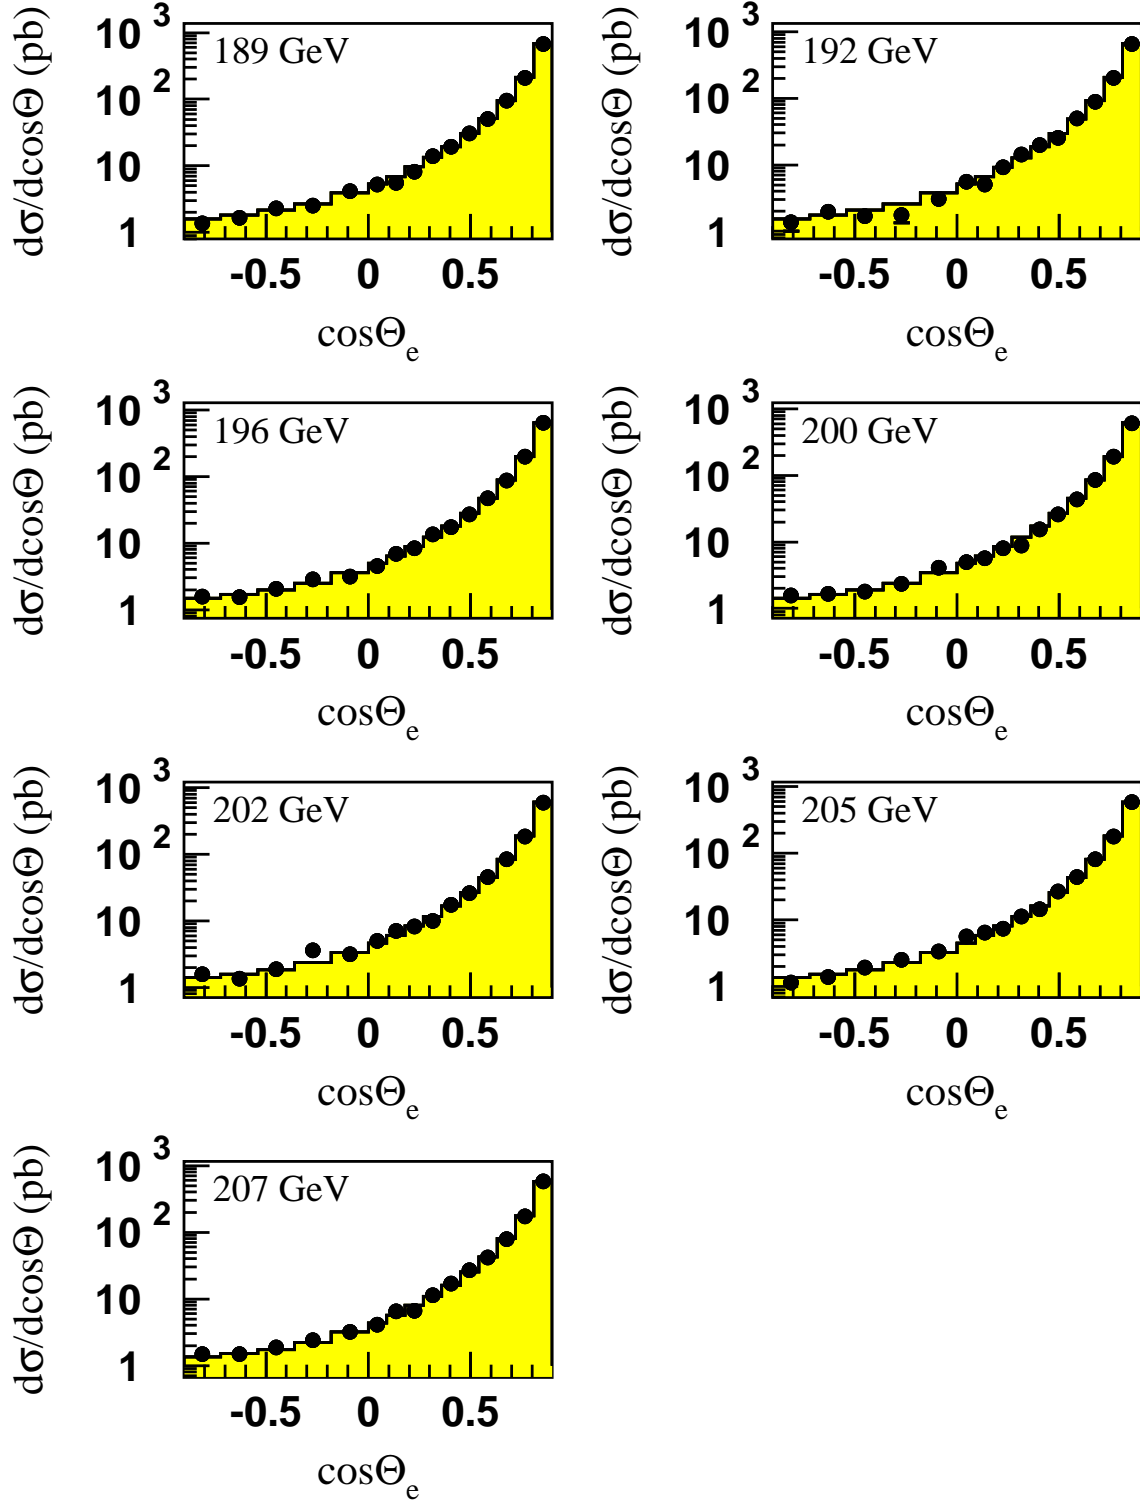 dσ/dcosΘ (pb)
10 3
10 2
10
1
189 GeV
-0.5 0 0.5
cosΘe
dσ/dcosΘ (pb)
10 3
10 2
10
1
192 GeV
-0.5 0 0.5
cosΘe
dσ/dcosΘ (pb)
10 3
10 2
10
1
196 GeV
-0.5 0 0.5
cosΘe
dσ/dcosΘ (pb)
10 3
10 2
10
1
200 GeV
-0.5 0 0.5
cosΘe
dσ/dcosΘ (pb)
10 3
10 2
10
1
202 GeV
-0.5 0 0.5
cosΘe
dσ/dcosΘ (pb)
10 3
10 2
10
1
205 GeV
-0.5 0 0.5
cosΘe
dσ/dcosΘ (pb)
10 3
10 2
10
1
207 GeV
-0.5 0 0.5
cosΘe